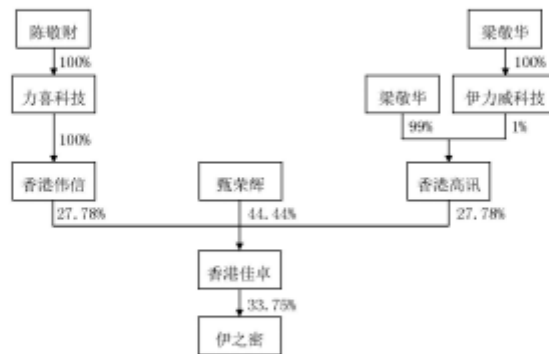 陈敬财
梁敬华
100%
100%
力喜科技
梁敬华
伊力威科技
99%
1%
100%
香港伟信
甄荣辉
香港高讯
27.78%
44.44%
27.78%
香港佳卓
33.75%
伊之密